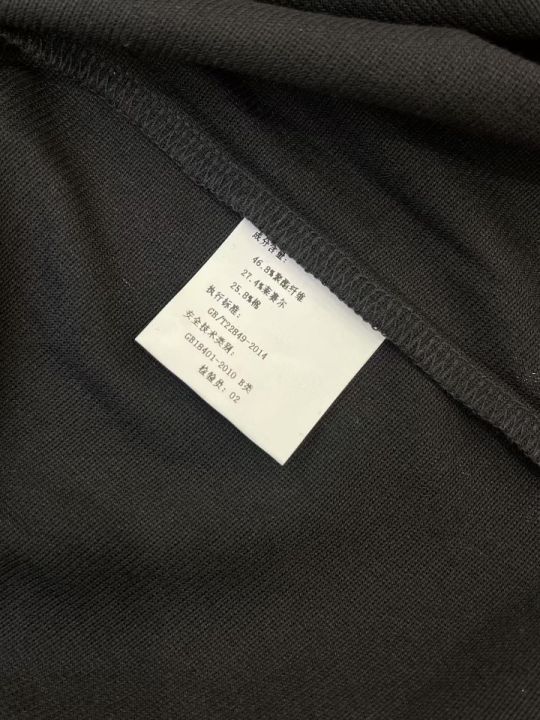 成分含量:
46.8%聚酯纤维
27.4%莱赛尔
25.8%棉
执行标准:
GB/T22849-2014
安全技术类别:
GB18401-2010 B类
检验员: 02